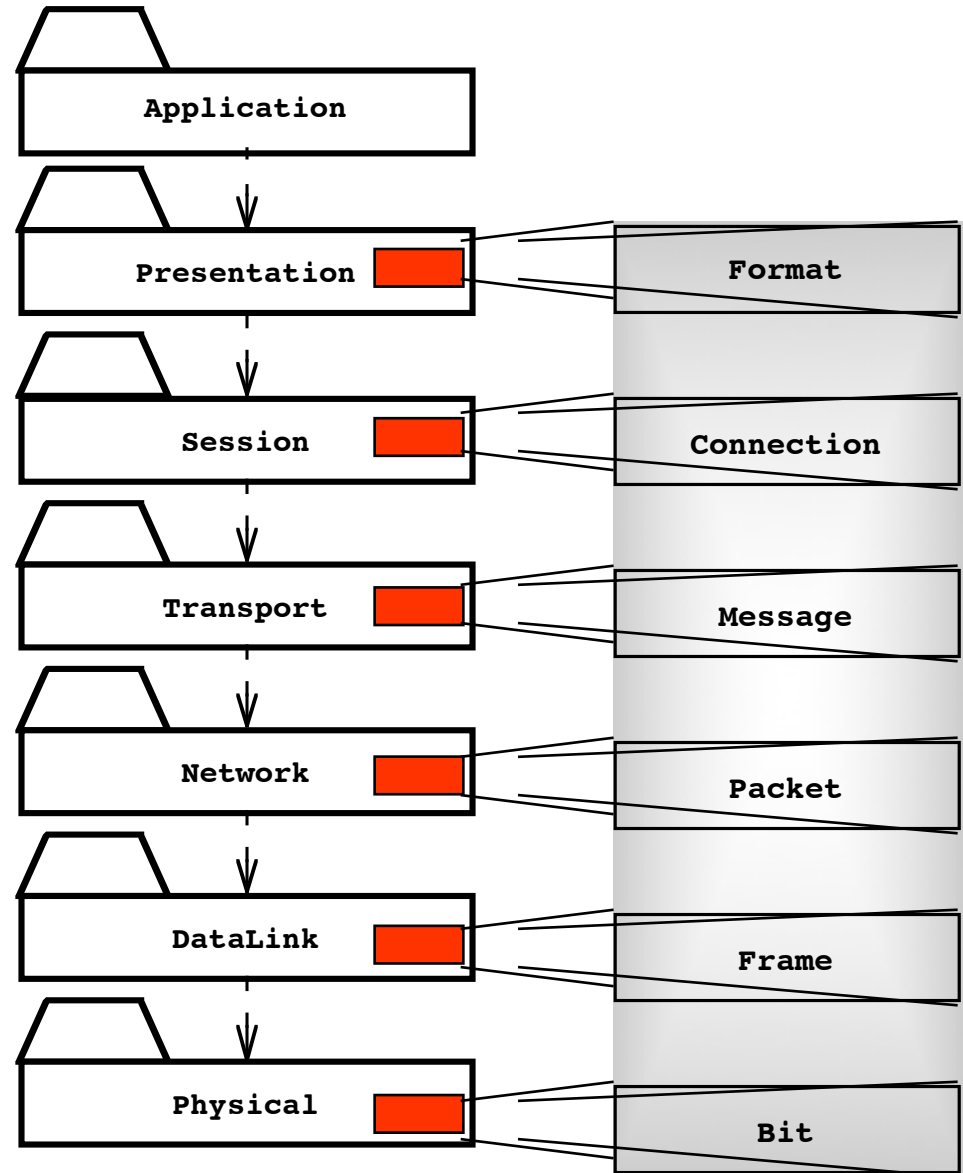 Application
Presentation
Format
Session
Connection
Transport
Message
Network
Packet
DataLink
Frame
Physical
Bit